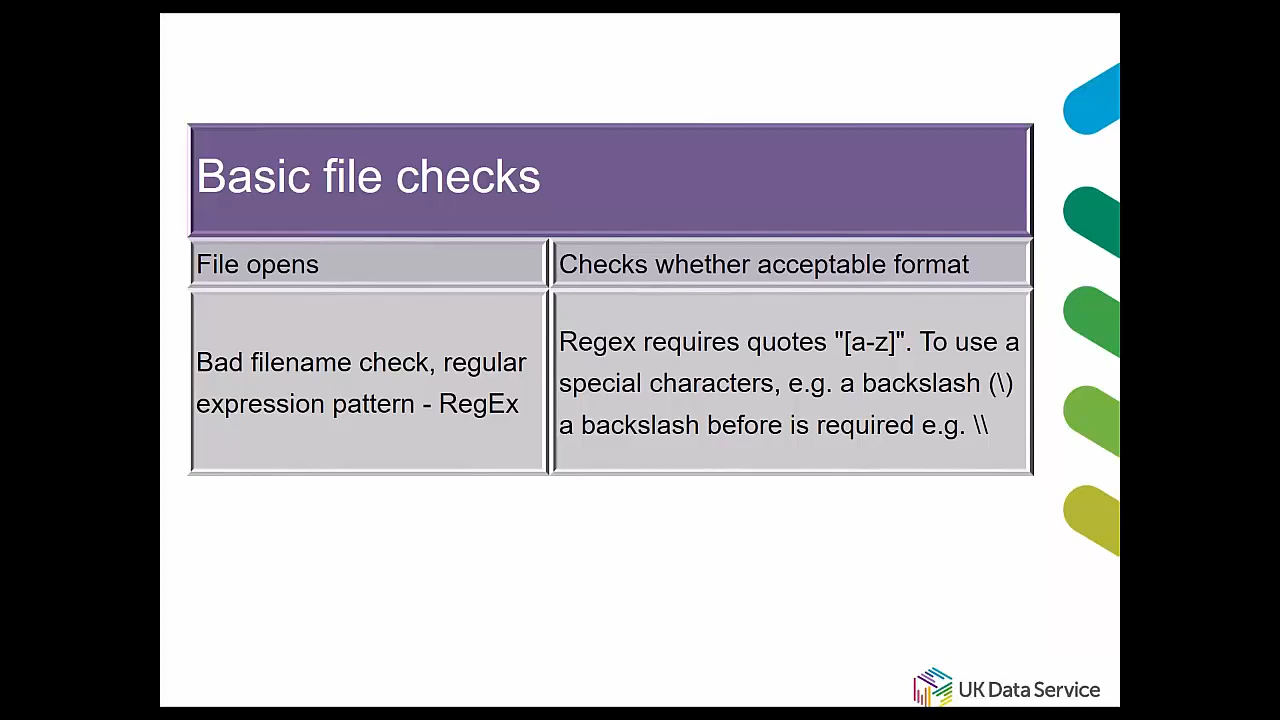 Basic file checks
File opens
Checks whether acceptable format
Bad filename check, regular
expression pattern - RegEx
Regex requires quotes "[a-z]". To use a
special characters, e.g. a backslash (\)
a backslash before is required e.g. \\
UK Data Service